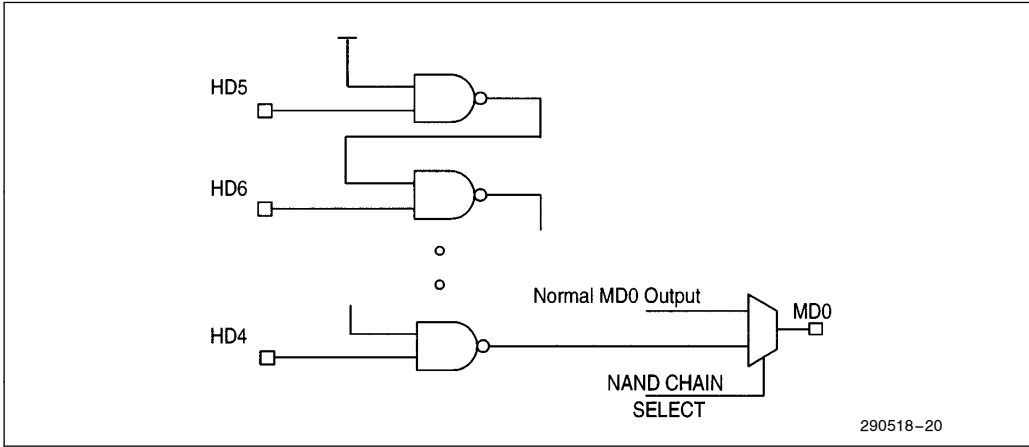 HD5
HD6
HD4
Normal MD0 Output
MD0
NAND CHAIN
SELECT
290518-20